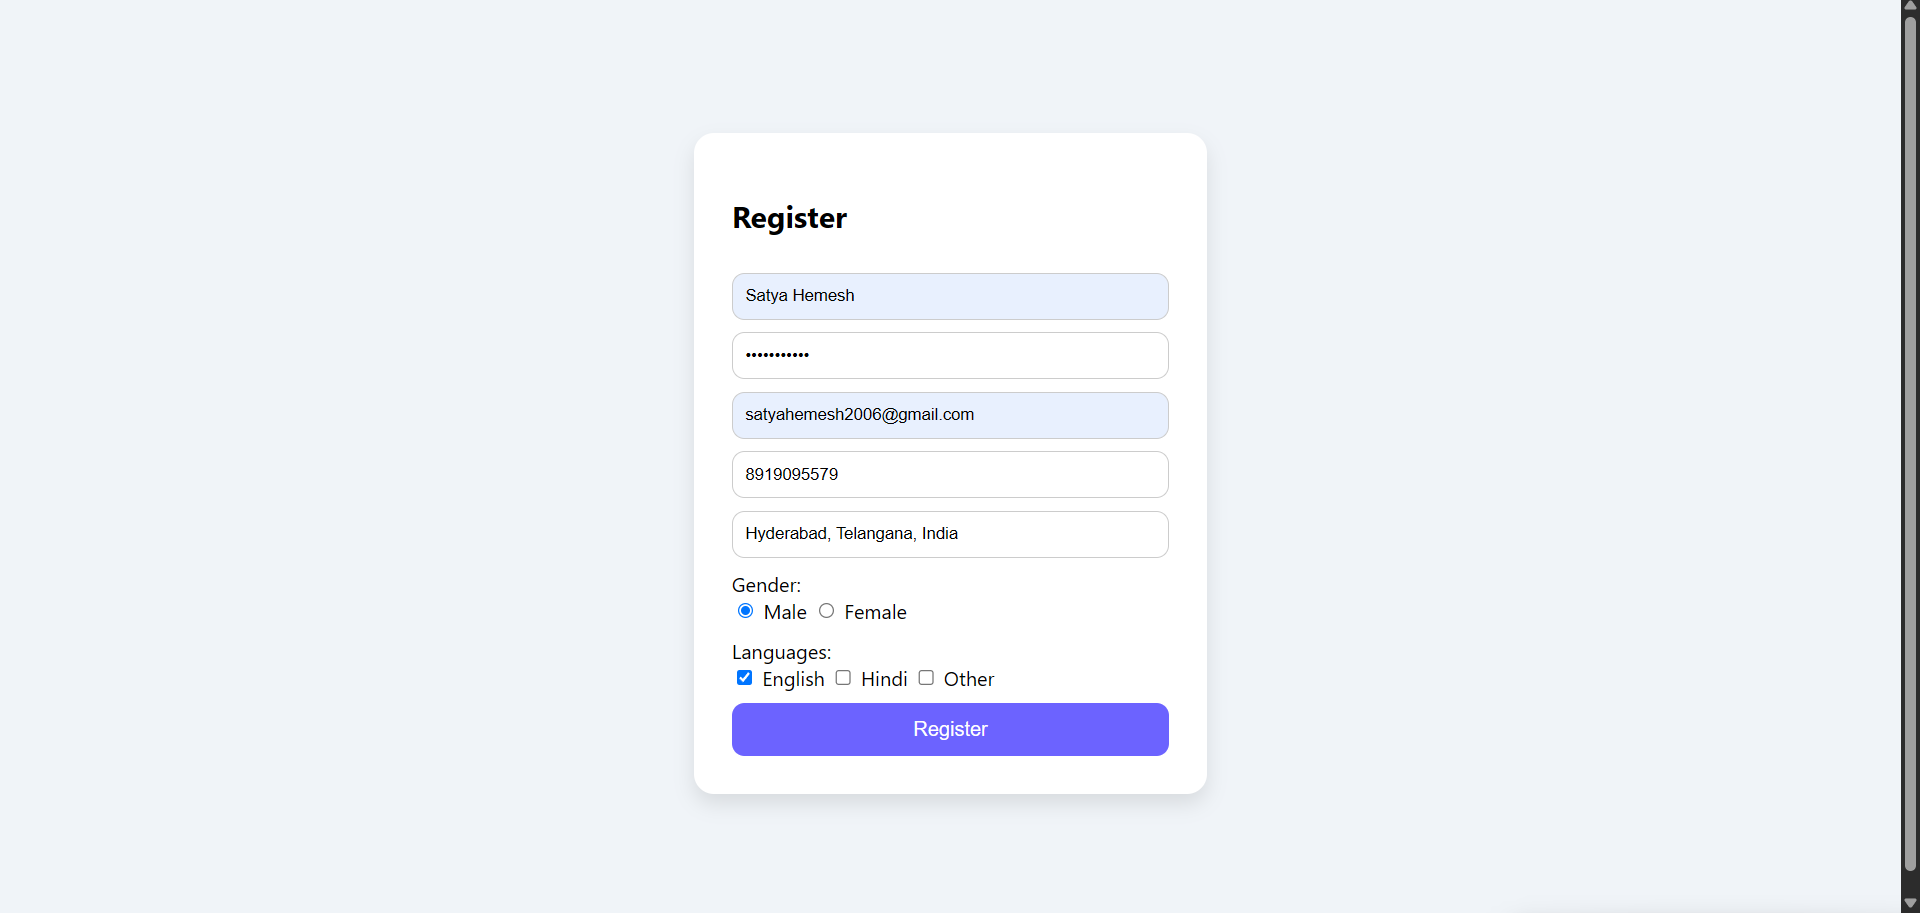 Register
Satya Hemesh
•••••••••••
satyahemesh2006@gmail.com
8919095579
Hyderabad, Telangana, India
Gender:
Male Female
Languages:
English Hindi Other
Register